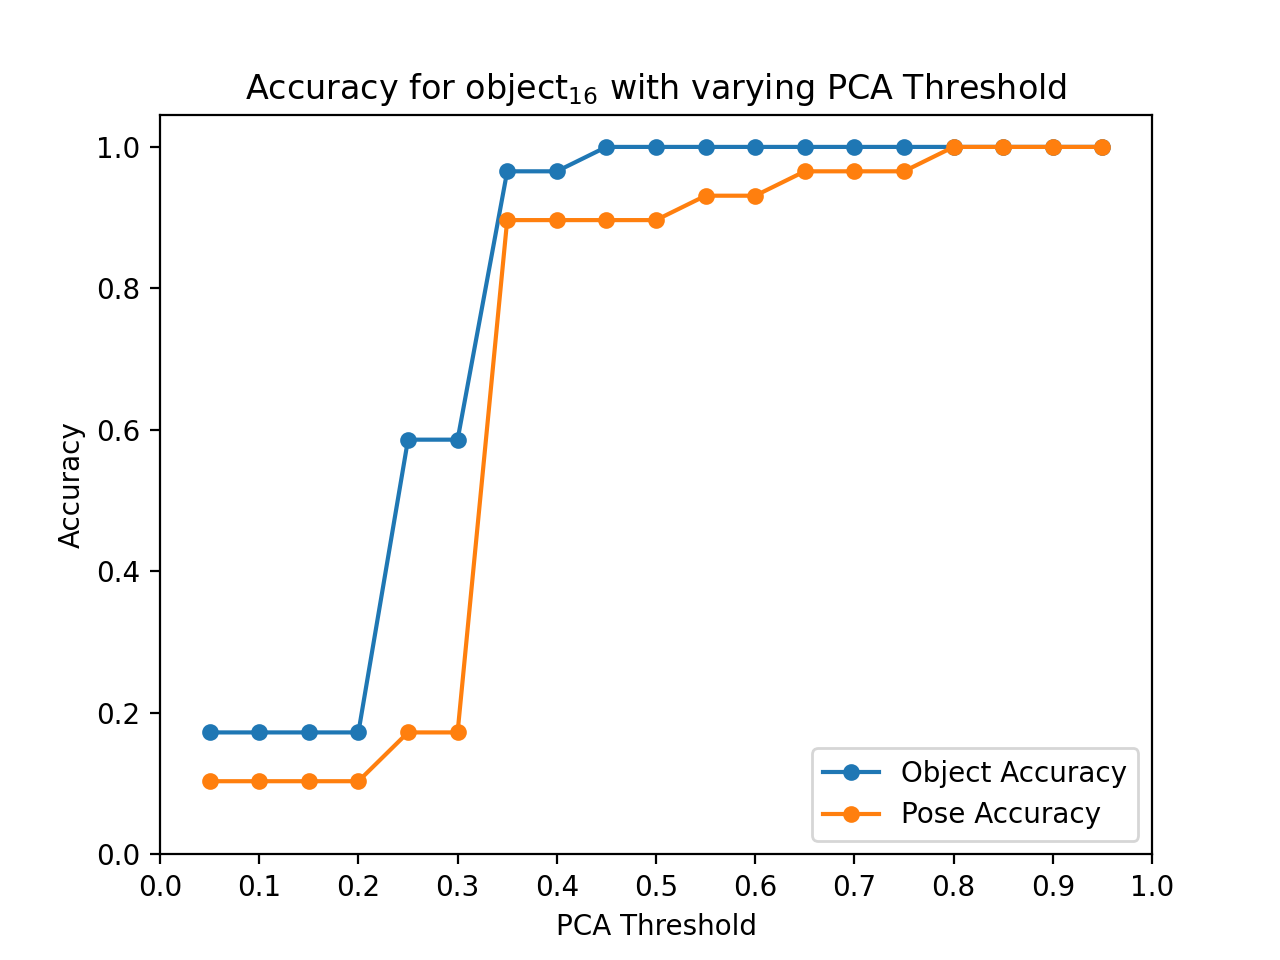 Accuracy for object₁₆ with varying PCA Threshold
1.0
0.8
0.6
0.4
0.2
0.0
Accuracy
Object Accuracy
Pose Accuracy
0.0 0.1 0.2 0.3 0.4 0.5 0.6 0.7 0.8 0.9 1.0
PCA Threshold